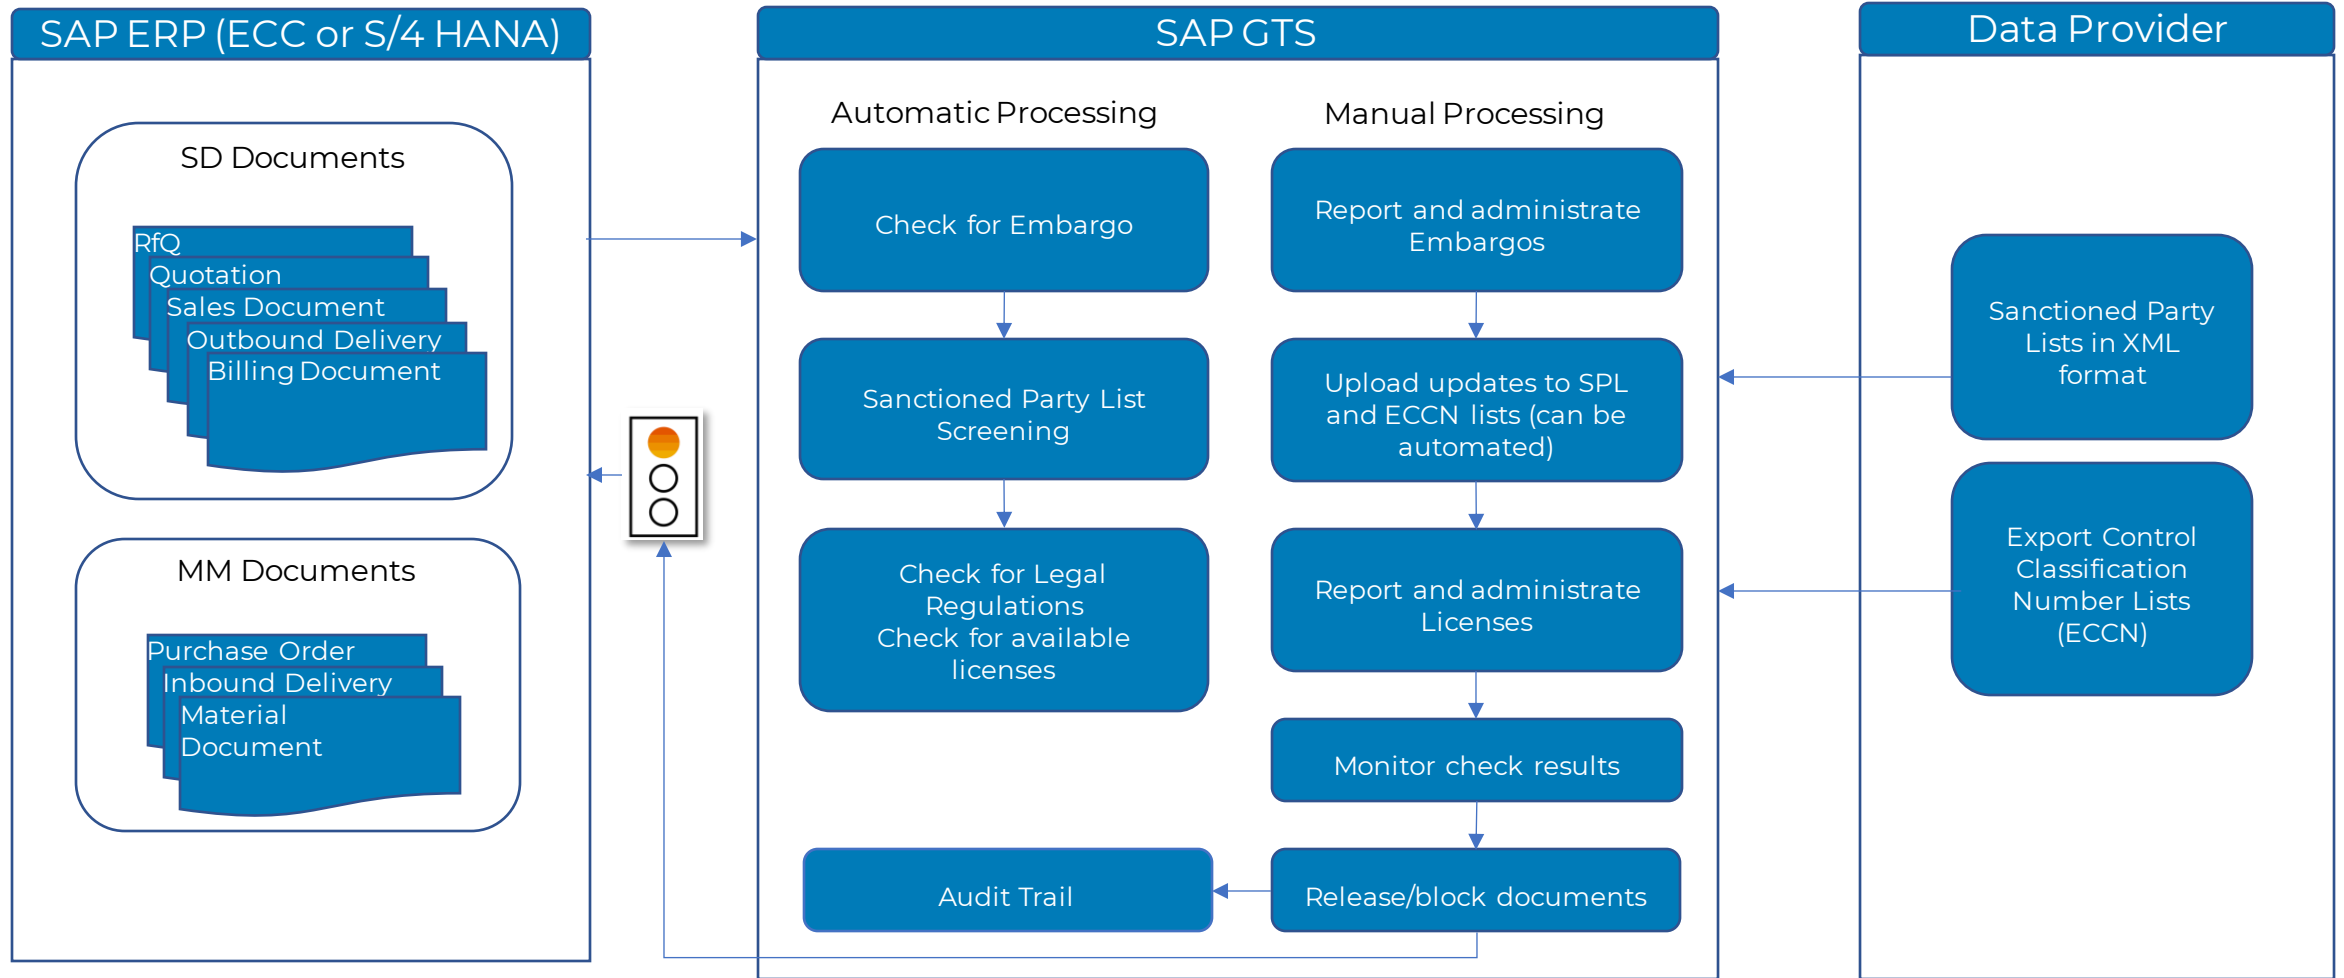 SAP ERP (ECC or S/4 HANA)
SD Documents
RfQ
Quotation
Sales Document
Outbound Delivery
Billing Document
MM Documents
Purchase Order
Inbound Delivery
Material
Document
SAP GTS
Automatic Processing
Check for Embargo
Sanctioned Party List
Screening
Check for Legal
Regulations
Check for available
licenses
Audit Trail
Manual Processing
Report and administrate
Embargos
Upload updates to SPL
and ECCN lists (can be
automated)
Report and administrate
Licenses
Monitor check results
Release/block documents
Data Provider
Sanctioned Party
Lists in XML
format
Export Control
Classification
Number Lists
(ECCN)